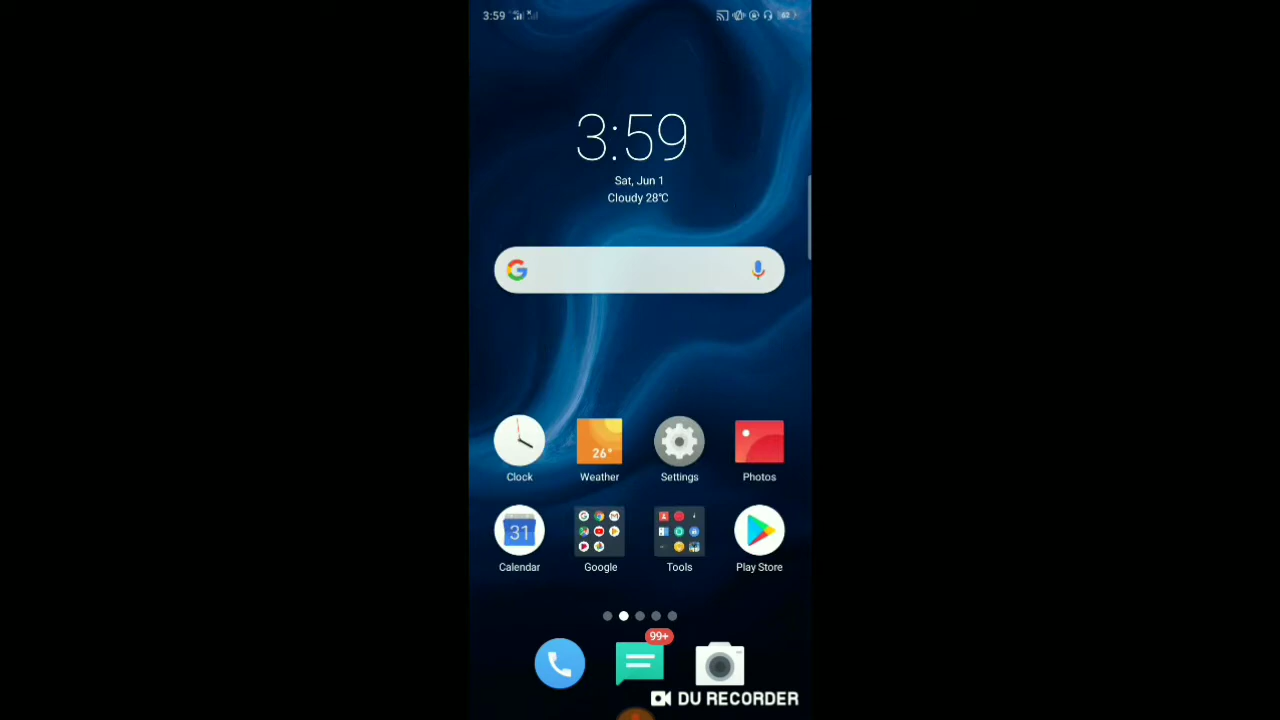 3:59
63
3:59
Sat, Jun 1
Cloudy 28℃
G
26°
Clock
Weather
Settings
Photos
31
Calendar
Google
Tools
Play Store
99+
DU RECORDER